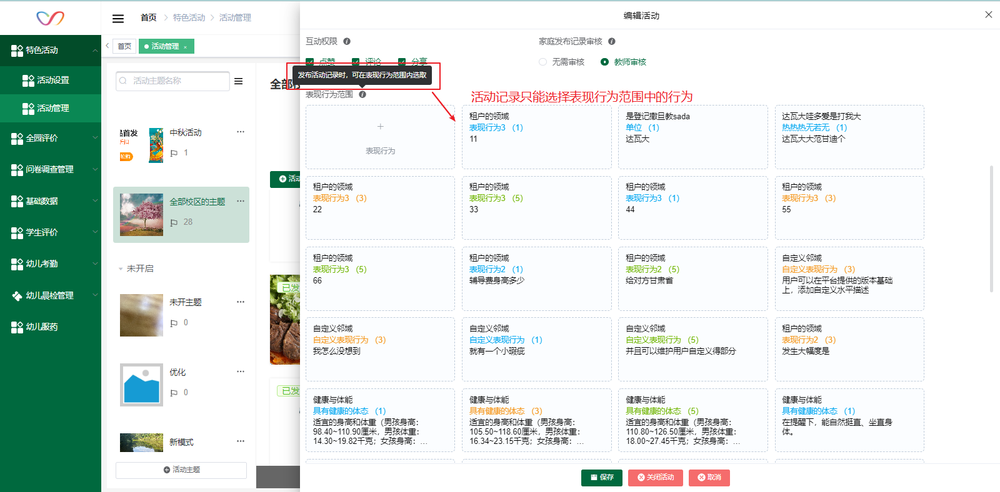 首页 特色活动 活动管理
编辑活动
特色活动
活动设置
活动管理
全园评价
问卷调查管理
基础数据
学生评价
幼儿考勤
幼儿晨检管理
幼儿服药
首页
活动管理
活动主题名称
中秋活动
1
全部校区的主题
28
未开启
未开主题
0
优化
0
新模式
活动主题
已发
已发
互动权限
家庭发布记录审核
点赞 评论 分享
无需审核 教师审核
发布活动记录时，可在表现行为范围内选取
表现行为范围
活动记录只能选择表现行为范围中的行为
表现行为
租户的领域
表现行为3 (1)
11
是登记撒旦教sada
单位 (1)
达瓦大
达瓦大哇多爱是打我大
热热热无若无 (1)
达瓦大大范甘迪个
租户的领域
表现行为3 (3)
22
租户的领域
表现行为3 (5)
33
租户的领域
表现行为3 (1)
44
租户的领域
表现行为3 (3)
55
租户的领域
表现行为3 (5)
66
租户的领域
表现行为2 (1)
辅导费身高多少
租户的领域
表现行为2 (5)
给对方甘肃省
自定义邻域
自定义表现行为 (3)
用户可以在平台提供的版本基础
上，添加自定义水平描述
自定义邻域
自定义表现行为 (3)
我怎么没想到
自定义邻域
自定义表现行为 (1)
就有一个小瑕疵
自定义邻域
自定义表现行为 (5)
并且可以维护用户自定义得部分
租户的领域
表现行为2 (3)
发生大幅度是
健康与体能
具有健康的体态 (1)
适宜的身高和体重（男孩身高：
98.40~110.90厘米，男孩体重：
14.30~19.82千克；女孩身高：...
健康与体能
具有健康的体态 (3)
适宜的身高和体重（男孩身高：
105.50~118.60厘米，男孩体重：
16.34~23.15千克；女孩身高：...
健康与体能
具有健康的体态 (5)
适宜的身高和体重（男孩身高：
110.80~126.50厘米，男孩体重：
18.00~27.45千克；女孩身高：...
健康与体能
具有健康的体态 (1)
在提醒下，能自然挺直、坐直身
体。
保存 关闭活动 取消